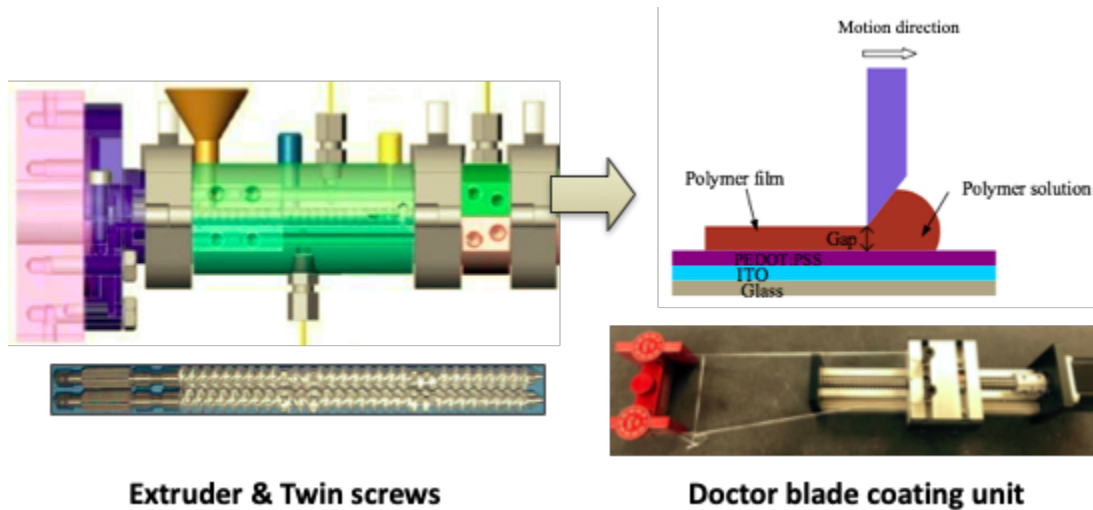 Motion direction
Polymer film
Polymer solution
Gap
PEDOT:PSS
ITO
Glass
Extruder & Twin screws
Doctor blade coating unit